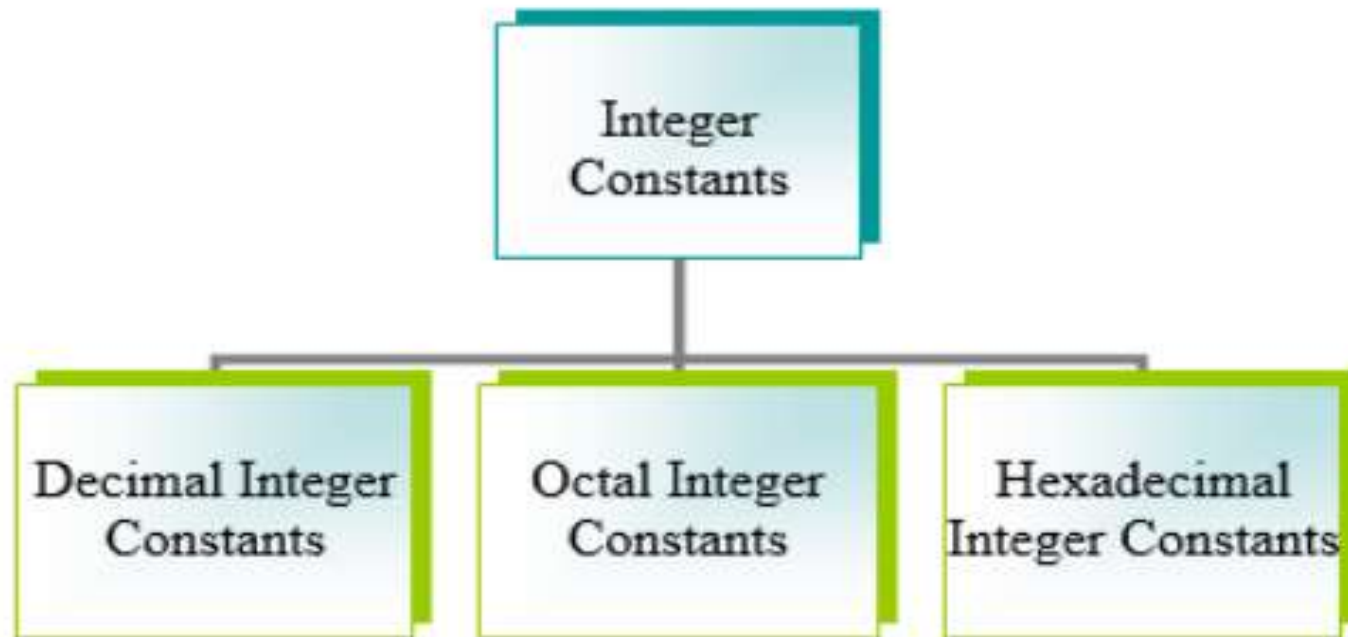 Integer
Constants
Decimal Integer
Constants
Octal Integer
Constants
Hexadecimal
Integer Constants